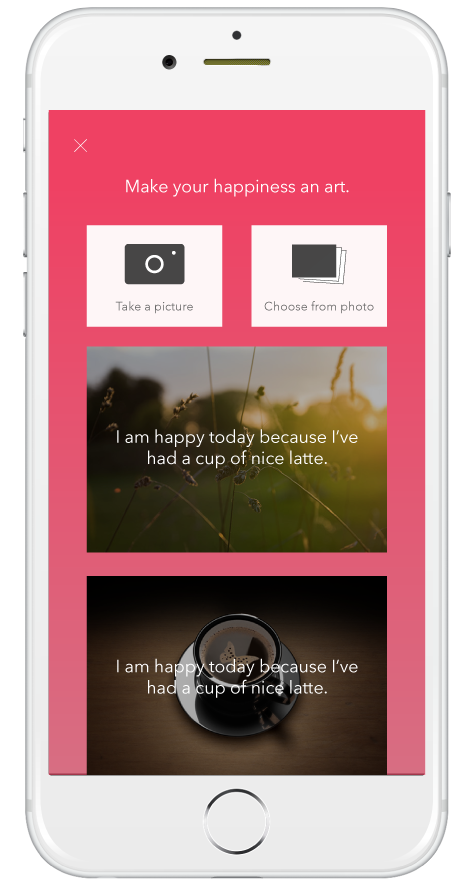 Make your happiness an art.
Take a picture
Choose from photo
I am happy today because I’ve
had a cup of nice latte.
I am happy today because I’ve
had a cup of nice latte.